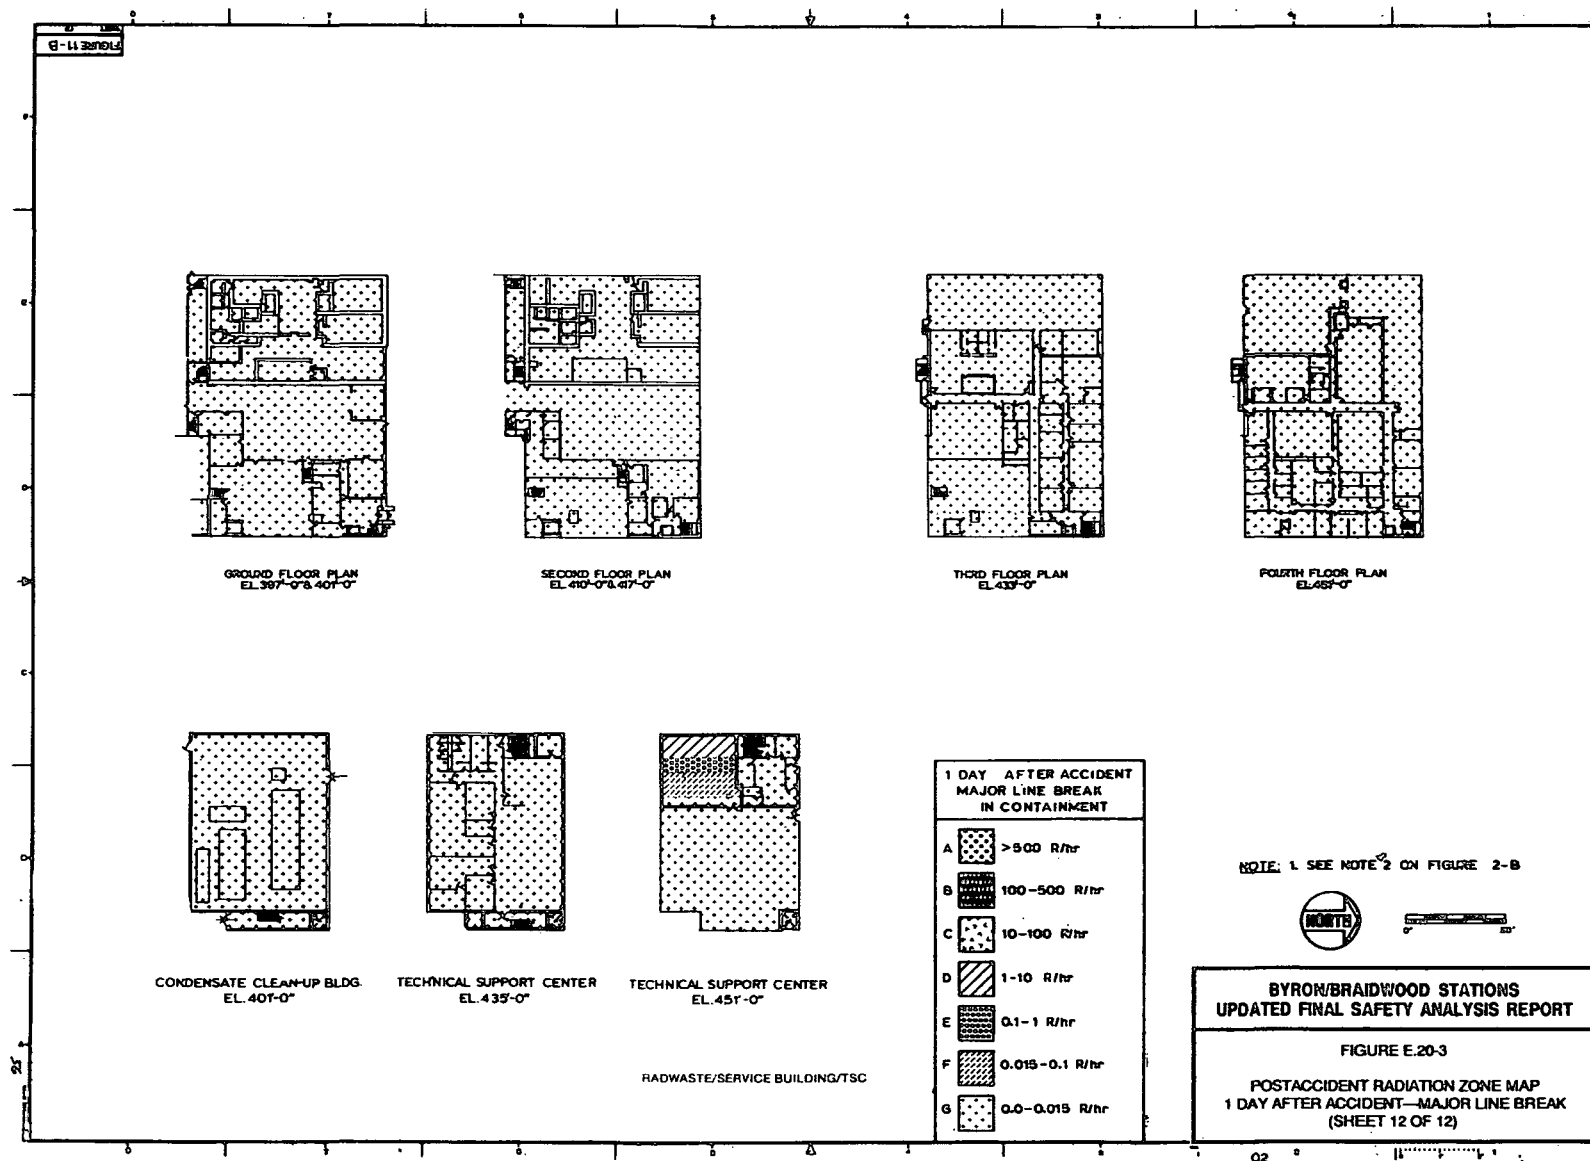 FIGURE 11-B
GROUND FLOOR PLAN
EL.397'-0" & 401'-0"
SECOND FLOOR PLAN
EL.410'-0" & 417'-0"
THIRD FLOOR PLAN
EL.433'-0"
FOURTH FLOOR PLAN
EL.451'-0"
CONDENSATE CLEAN-UP BLDG.
EL. 401'-0"
TECHNICAL SUPPORT CENTER
EL. 435'-0"
TECHNICAL SUPPORT CENTER
EL. 451'-0"
RADWASTE/SERVICE BUILDING/TSC
1 DAY AFTER ACCIDENT
MAJOR LINE BREAK
IN CONTAINMENT
A >500 R/hr
B 100-500 R/hr
C 10-100 R/hr
D 1-10 R/hr
E 0.1-1 R/hr
F 0.015-0.1 R/hr
G 0.0-0.015 R/hr
NOTE: 1. SEE NOTE 2 ON FIGURE 2-B
NORTH
0' 50'
BYRON/BRAIDWOOD STATIONS
UPDATED FINAL SAFETY ANALYSIS REPORT
FIGURE E.20-3
POSTACCIDENT RADIATION ZONE MAP
1 DAY AFTER ACCIDENT—MAJOR LINE BREAK
(SHEET 12 OF 12)